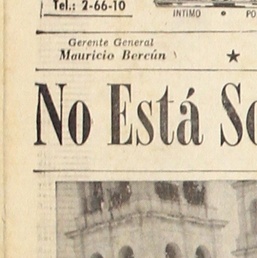 Tel.: 2-66-10
INTIMO
Gerente General
Mauricio Bercún
No Está